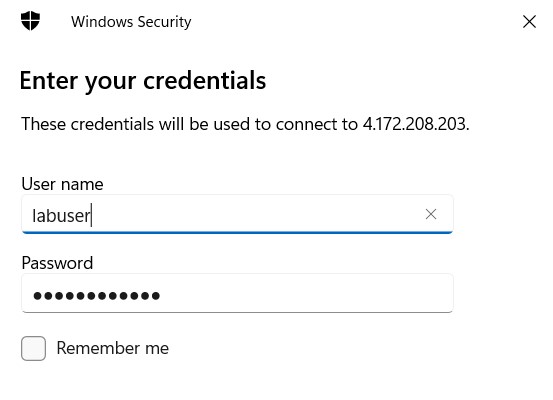 Windows Security
Enter your credentials
These credentials will be used to connect to 4.172.208.203.
User name
labuser
Password
●●●●●●●●●●●●
Remember me